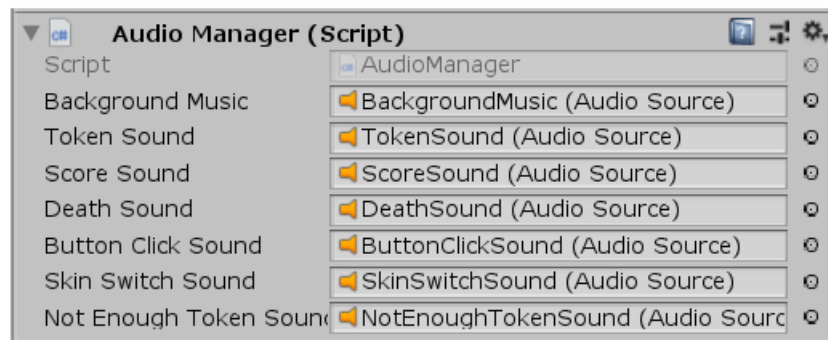 Audio Manager (Script)
Script AudioManager
Background Music BackgroundMusic (Audio Source)
Token Sound TokenSound (Audio Source)
Score Sound ScoreSound (Audio Source)
Death Sound DeathSound (Audio Source)
Button Click Sound ButtonClickSound (Audio Source)
Skin Switch Sound SkinSwitchSound (Audio Source)
Not Enough Token Soun NotEnoughTokenSound (Audio Sourc